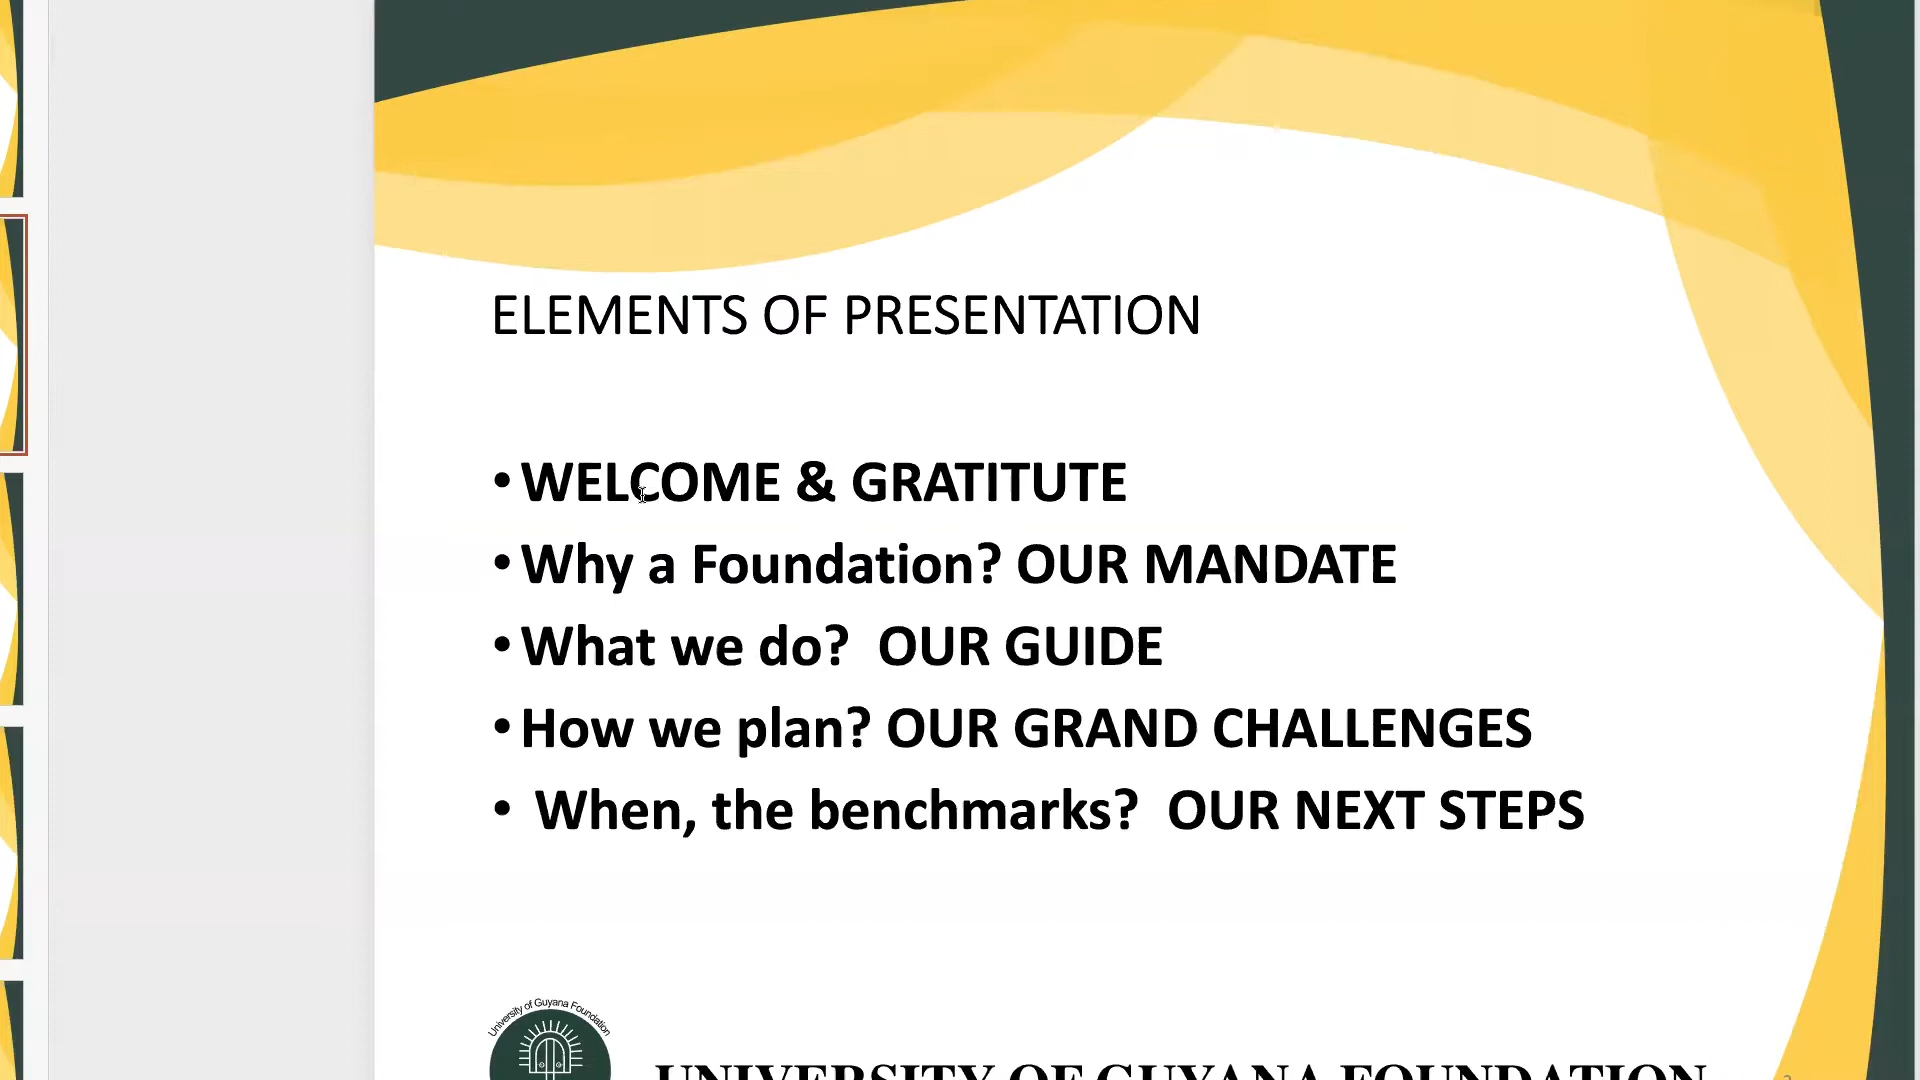 ELEMENTS OF PRESENTATION
• WELCOME & GRATITUTE
• Why a Foundation? OUR MANDATE
• What we do?  OUR GUIDE
• How we plan? OUR GRAND CHALLENGES
•  When, the benchmarks?  OUR NEXT STEPS
University of Guyana Foundation
UNIVERSITY OF GUYANA FOUNDATION